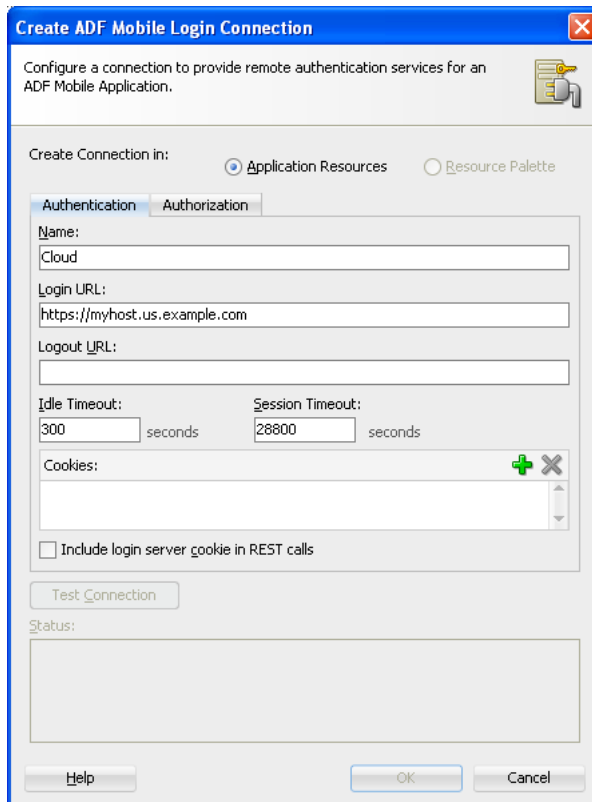 Create ADF Mobile Login Connection
Configure a connection to provide remote authentication services for an
ADF Mobile Application.
Create Connection in:
Application Resources
Resource Palette
Authentication
Authorization
Name:
Cloud
Login URL:
https://myhost.us.example.com
Logout URL:
Idle Timeout:
Session Timeout:
300
seconds
28800
seconds
Cookies:
Include login server cookie in REST calls
Test Connection
Status:
Help
OK
Cancel